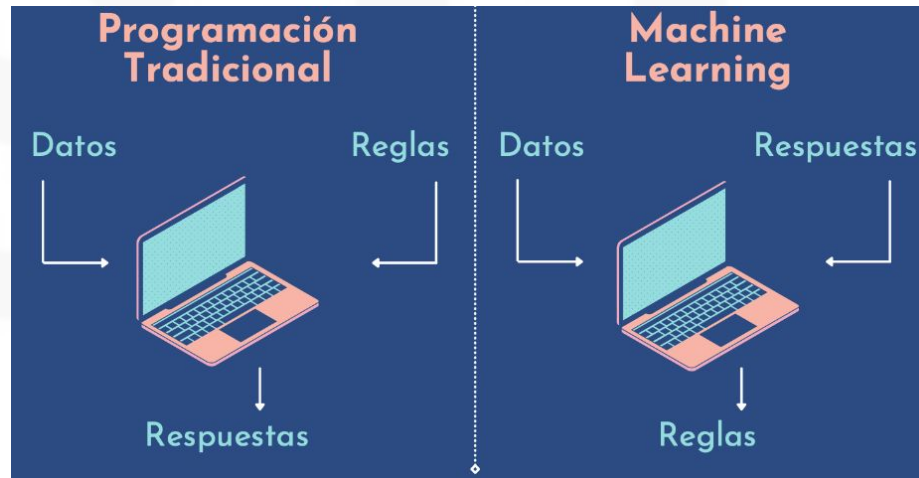 Programación
Tradicional
Datos
Reglas
Respuestas
Machine
Learning
Datos
Respuestas
Reglas